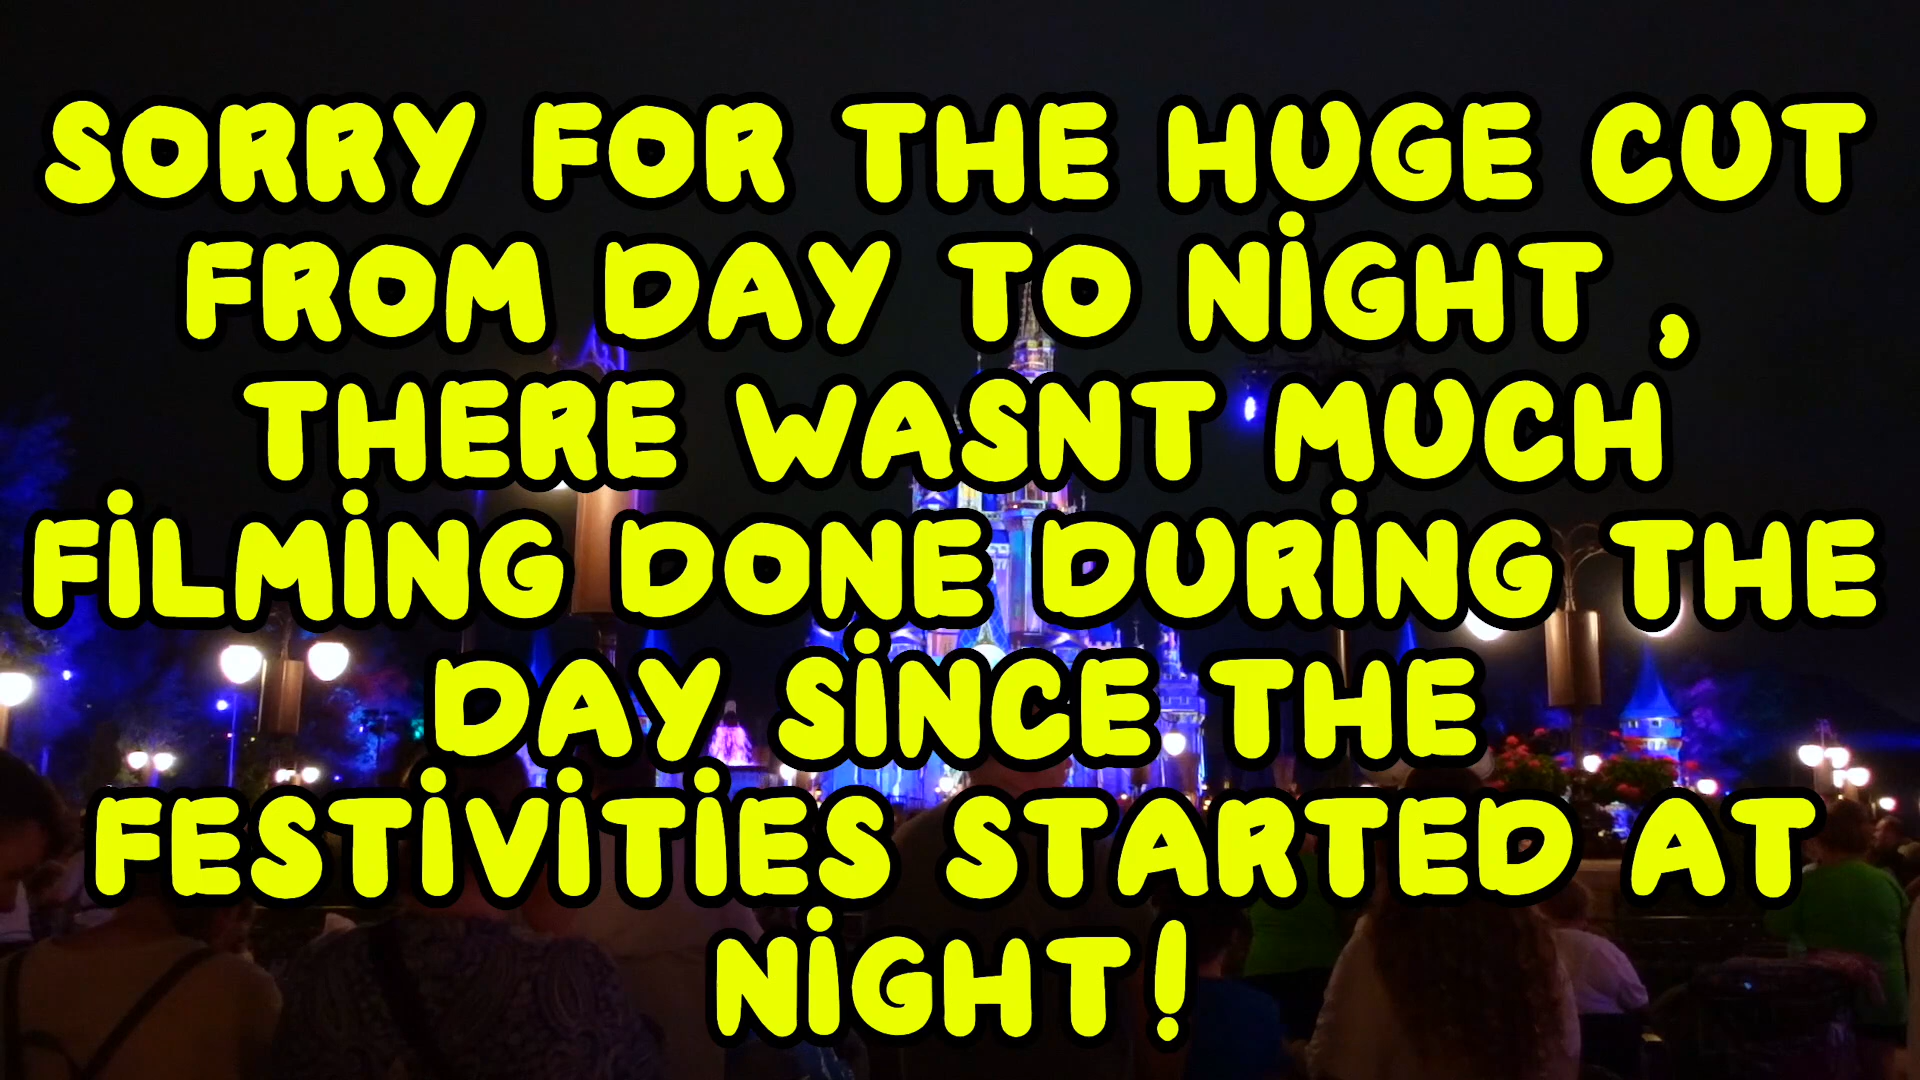 SORRY FOR THE HUGE CUT
FROM DAY TO NIGHT ,
THERE WASNT MUCH
FILMING DONE DURING THE
DAY SINCE THE
FESTIVITIES STARTED AT
NIGHT!